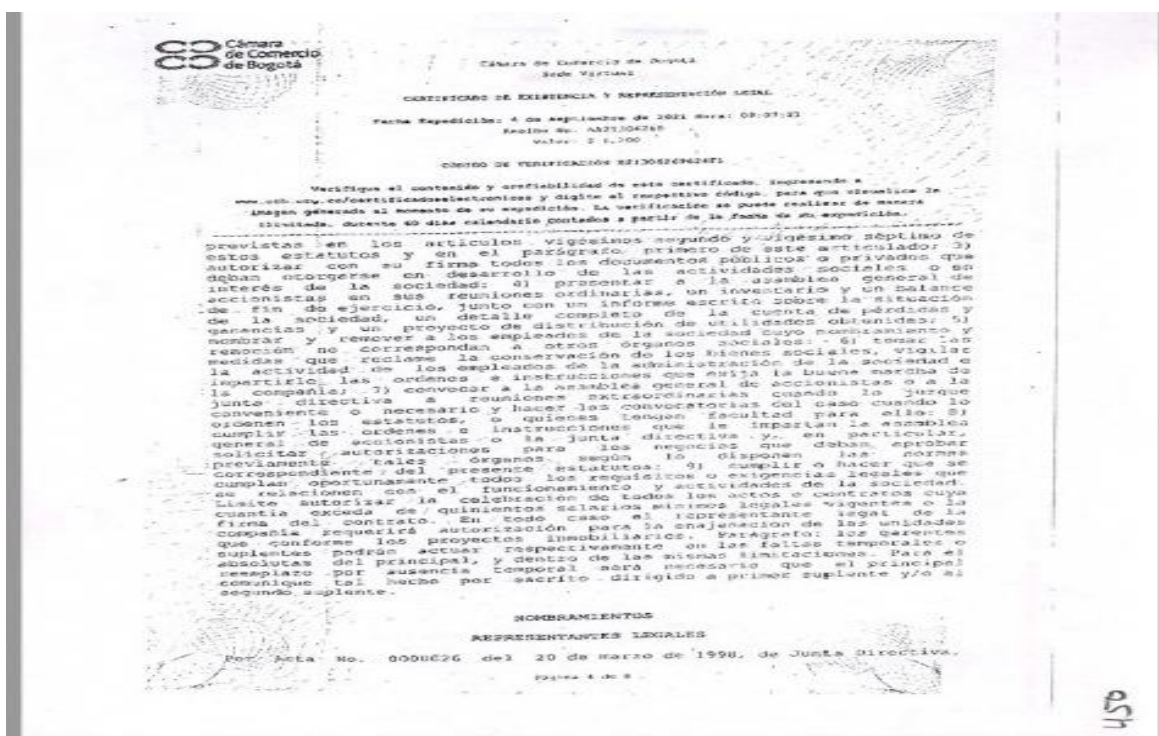 Cámara
de Comercio
de Bogotá
Cámara de Comercio de Bogotá
Sede Virtual
CERTIFICADO DE EXISTENCIA Y REPRESENTACIÓN LEGAL
Fecha Expedición: 4 de septiembre de 2021 Hora:
Recibo No.
Valor: $
CÓDIGO DE VERIFICACIÓN
Verifique el contenido y confiabilidad de este certificado, ingresando a
www.ccb.org.co/certificadoselectronicos y digite el respectivo código, para que visualice la
imagen generada al momento de su expedición. La verificación se puede realizar de manera
ilimitada, durante 60 días calendario contados a partir de la fecha de su expedición.
previstas en los artículos vigésimos segundo y vigésimo séptimo de
estos estatutos y en el parágrafo primero de este articulado; 3)
Autorizar con su firma todos los documentos públicos o privados que
deban otorgarse en desarrollo de las actividades sociales o en
interés de la sociedad; 4) presentar a la asamblea general de
accionistas en sus reuniones ordinarias, un inventario y un balance
de fin de ejercicio, junto con un informe escrito sobre la situación
de la sociedad, un detalle completo de la cuenta de pérdidas y
ganancias y un proyecto de distribución de utilidades obtenidas; 5)
nombrar y remover a los empleados de la sociedad cuyo nombramiento y
remoción no correspondan a otros órganos sociales; 6) tomar las
medidas que reclame la conservación de los bienes sociales, vigilar
la actividad de los empleados de la administración de la sociedad e
impartirle las ordenes e instrucciones que exija la buena marcha de
la compañía; 7) convocar a la asamblea general de accionistas o a la
junta directiva a reuniones extraordinarias cuando lo juzgue
conveniente o necesario y hacer las convocatorias del caso cuando lo
ordenen los estatutos, o quienes tengan facultad para ello; 8)
cumplir las ordenes e instrucciones que le impartan la asamblea
general de accionistas o la junta directiva y, en particular,
solicitar autorizaciones para los negocios que deban aprobar
previamente tales órganos según lo disponen las normas
correspondiente del presente estatutos; 9) cumplir o hacer que se
cumplan oportunamente todos los requisitos o exigencias legales que
se relacionen con el funcionamiento y actividades de la sociedad.
Limite autorizar la celebración de todos los actos o contratos cuya
cuantía exceda de quinientos salarios mínimos legales vigentes a la
firma del contrato. En todo caso el representante legal de la
compañía requerirá autorización para la enajenación de las unidades
que conforme los proyectos inmobiliarios. Parágrafo: los gerentes
suplentes podrán actuar respectivamente en las faltas temporales o
absolutas del principal, y dentro de las mismas limitaciones. Para el
reemplazo por ausencia temporal será necesario que el principal
comunique tal hecho por escrito dirigido a primer suplente y/o al
segundo suplente.
NOMBRAMIENTOS
REPRESENTANTES LEGALES
Por Acta No. 0000626 del 20 de marzo de 1998, de Junta Directiva,
Página 4 de 8
450